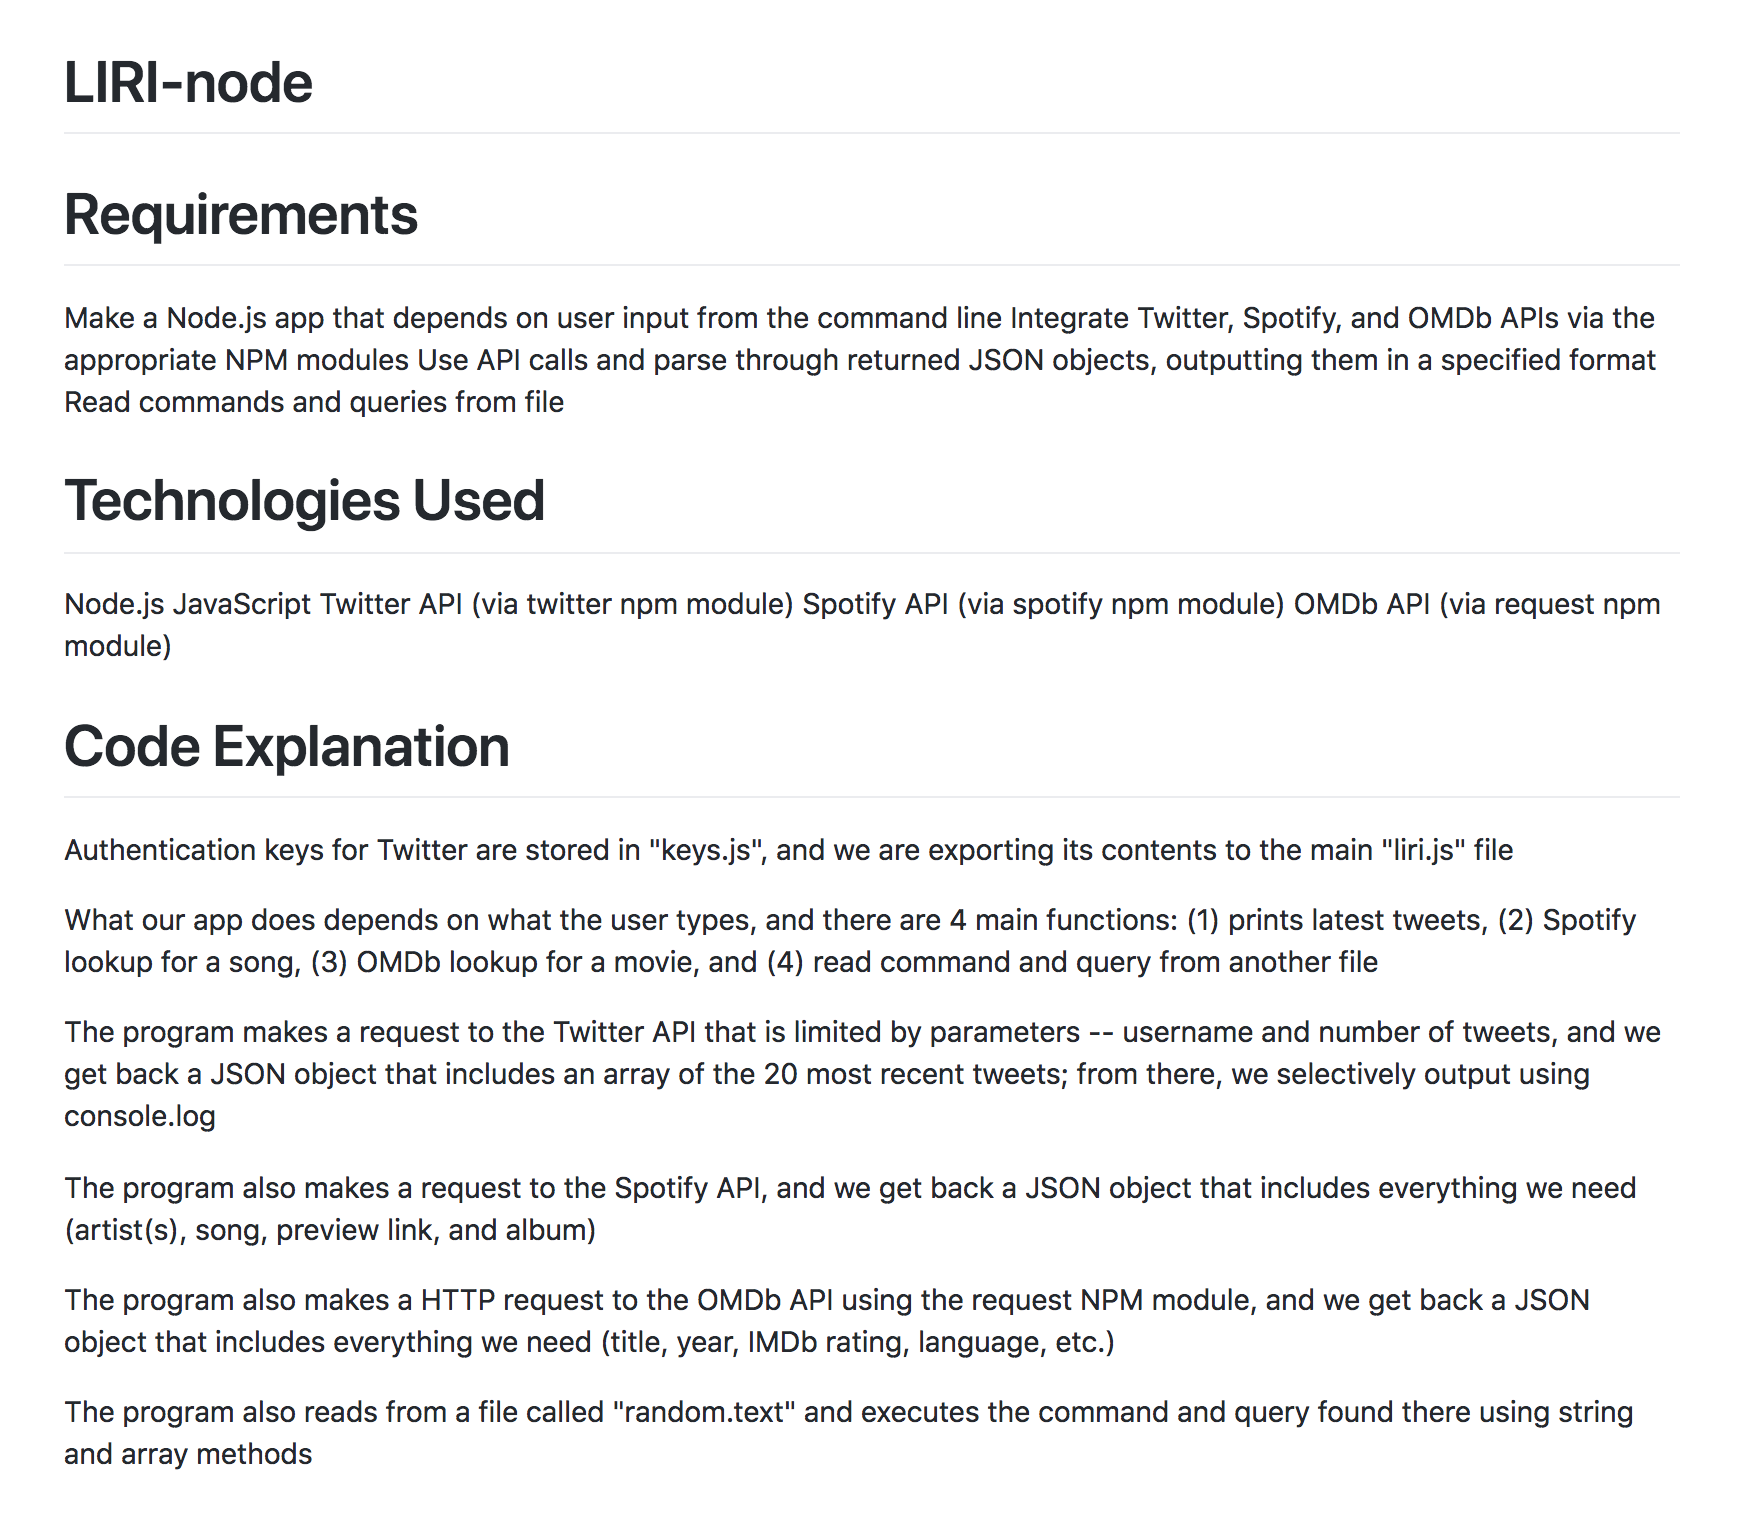 LIRI-node
Requirements
Make a Node.js app that depends on user input from the command line Integrate Twitter, Spotify, and OMDb APIs via the
appropriate NPM modules Use API calls and parse through returned JSON objects, outputting them in a specified format
Read commands and queries from file
Technologies Used
Node.js JavaScript Twitter API (via twitter npm module) Spotify API (via spotify npm module) OMDb API (via request npm
module)
Code Explanation
Authentication keys for Twitter are stored in "keys.js", and we are exporting its contents to the main "liri.js" file
What our app does depends on what the user types, and there are 4 main functions: (1) prints latest tweets, (2) Spotify
lookup for a song, (3) OMDb lookup for a movie, and (4) read command and query from another file
The program makes a request to the Twitter API that is limited by parameters -- username and number of tweets, and we
get back a JSON object that includes an array of the 20 most recent tweets; from there, we selectively output using
console.log
The program also makes a request to the Spotify API, and we get back a JSON object that includes everything we need
(artist(s), song, preview link, and album)
The program also makes a HTTP request to the OMDb API using the request NPM module, and we get back a JSON
object that includes everything we need (title, year, IMDb rating, language, etc.)
The program also reads from a file called "random.text" and executes the command and query found there using string
and array methods